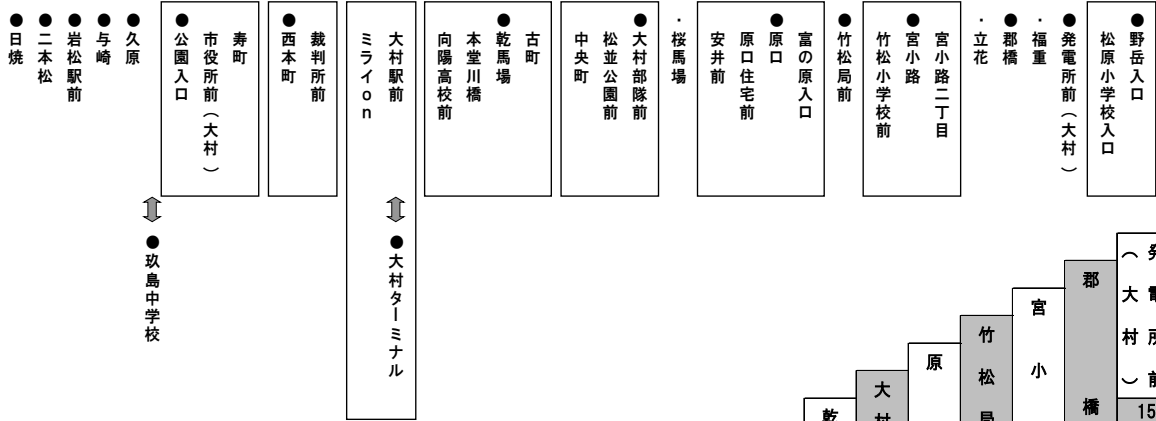 ●日焼
●二本松
●岩松駅前
●与崎
●久原
●玖島中学校
●公園入口
市役所前(大村)
寿町
●西本町
裁判所前
ミライon
大村駅前
●大村ターミナル
向陽高校前
本堂川橋
●乾馬場
古町
中央町
松並公園前
●大村部隊前
・桜馬場
安井前
原口住宅前
●原口
富の原入口
●竹松局前
竹松小学校前
●宮小路
宮小路二丁目
・立花
●郡橋
・福重
●発電所前(大村)
松原小学校入口
●野岳入口
乾
大村
原
竹松局
宮小
郡橋
発電所前
(大村)
15